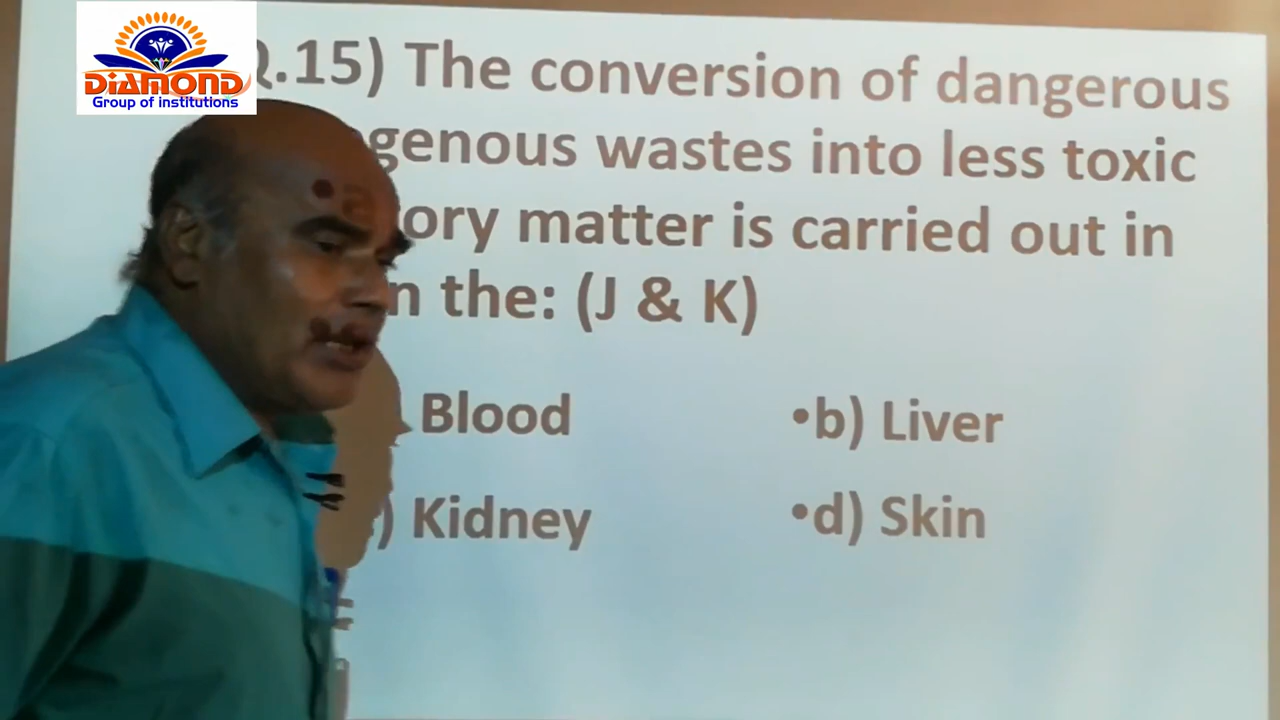 DIAMOND
Group of institutions
.15) The conversion of dangerous
genous wastes into less toxic
ory matter is carried out in
n the: (J & K)
Blood
•b) Liver
) Kidney
•d) Skin